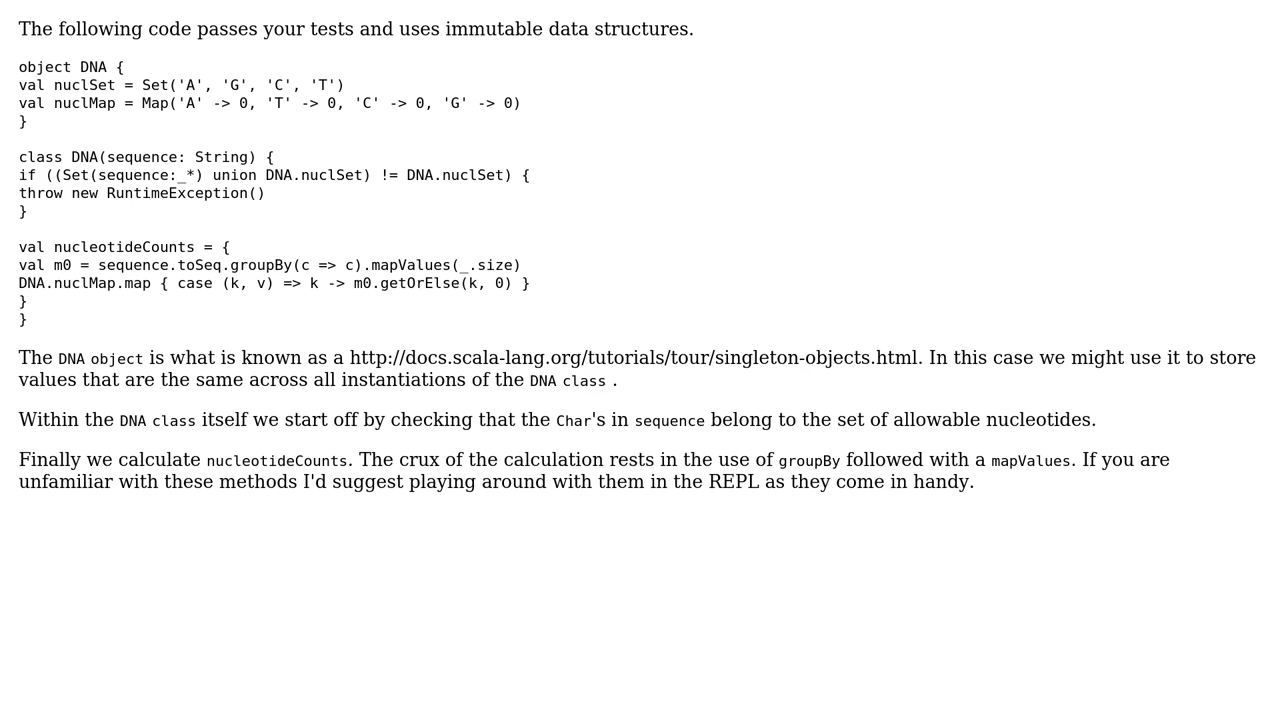 The following code passes your tests and uses immutable data structures.
object DNA {
val nuclSet = Set('A', 'G', 'C', 'T')
val nuclMap = Map('A' -> 0, 'T' -> 0, 'C' -> 0, 'G' -> 0)
}
class DNA(sequence: String) {
if ((Set(sequence:_*) union DNA.nuclSet) != DNA.nuclSet) {
throw new RuntimeException()
}
val nucleotideCounts = {
val m0 = sequence.toSeq.groupBy(c => c).mapValues(_.size)
DNA.nuclMap.map { case (k, v) => k -> m0.getOrElse(k, 0) }
}
}
The DNA object is what is known as a http://docs.scala-lang.org/tutorials/tour/singleton-objects.html. In this case we might use it to store
values that are the same across all instantiations of the DNA class .
Within the DNA class itself we start off by checking that the Char's in sequence belong to the set of allowable nucleotides.
Finally we calculate nucleotideCounts. The crux of the calculation rests in the use of groupBy followed with a mapValues. If you are
unfamiliar with these methods I'd suggest playing around with them in the REPL as they come in handy.